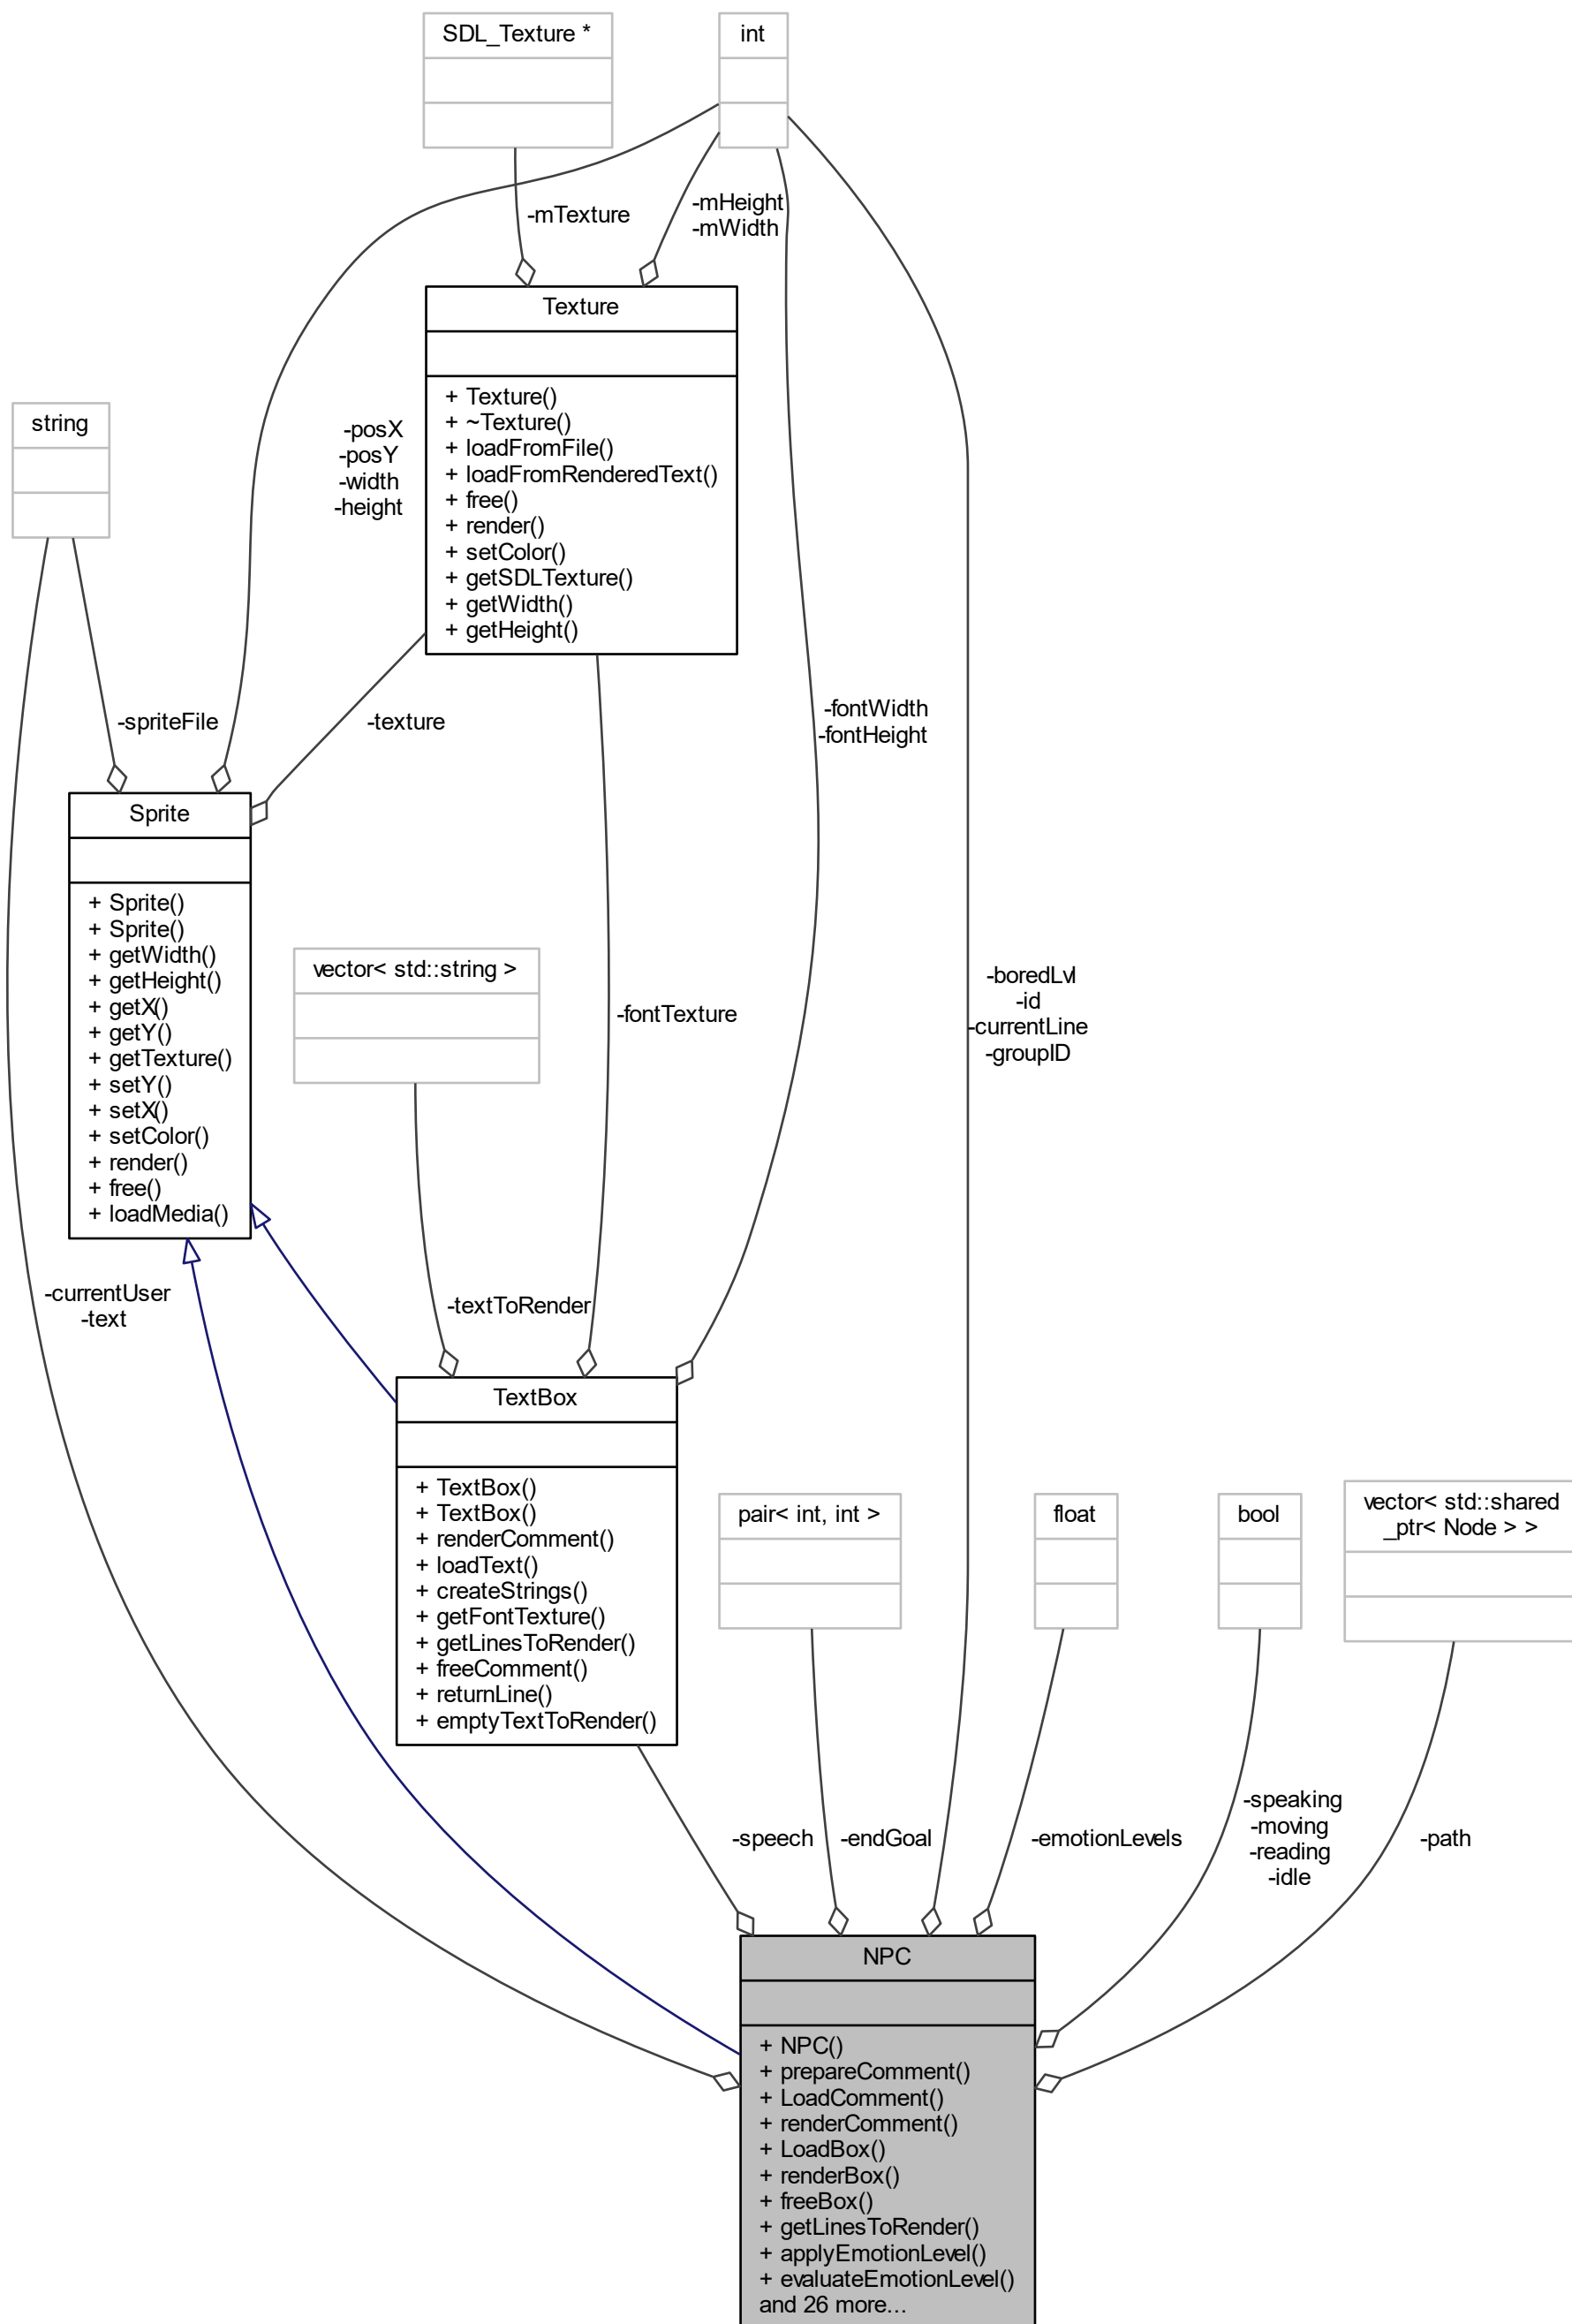 SDL_Texture *
int
-mTexture
-mHeight
-mWidth
Texture
+ Texture()
+ ~Texture()
+ loadFromFile()
+ loadFromRenderedText()
+ free()
+ render()
+ setColor()
+ getSDLTexture()
+ getWidth()
+ getHeight()
string
-posX
-posY
-width
-height
-spriteFile
-texture
-fontWidth
-fontHeight
Sprite
+ Sprite()
+ Sprite()
+ getWidth()
+ getHeight()
+ getX()
+ getY()
+ getTexture()
+ setY()
+ setX()
+ setColor()
+ render()
+ free()
+ loadMedia()
vector< std::string >
-fontTexture
-boredLvl
-id
-currentLine
-groupID
-currentUser
-text
-textToRender
TextBox
+ TextBox()
+ TextBox()
+ renderComment()
+ loadText()
+ createStrings()
+ getFontTexture()
+ getLinesToRender()
+ freeComment()
+ returnLine()
+ emptyTextToRender()
pair< int, int >
float
bool
vector< std::shared
_ptr< Node > >
-speech
-endGoal
-emotionLevels
-speaking
-moving
-reading
-idle
-path
NPC
+ NPC()
+ prepareComment()
+ LoadComment()
+ renderComment()
+ LoadBox()
+ renderBox()
+ freeBox()
+ getLinesToRender()
+ applyEmotionLevel()
+ evaluateEmotionLevel()
and 26 more...